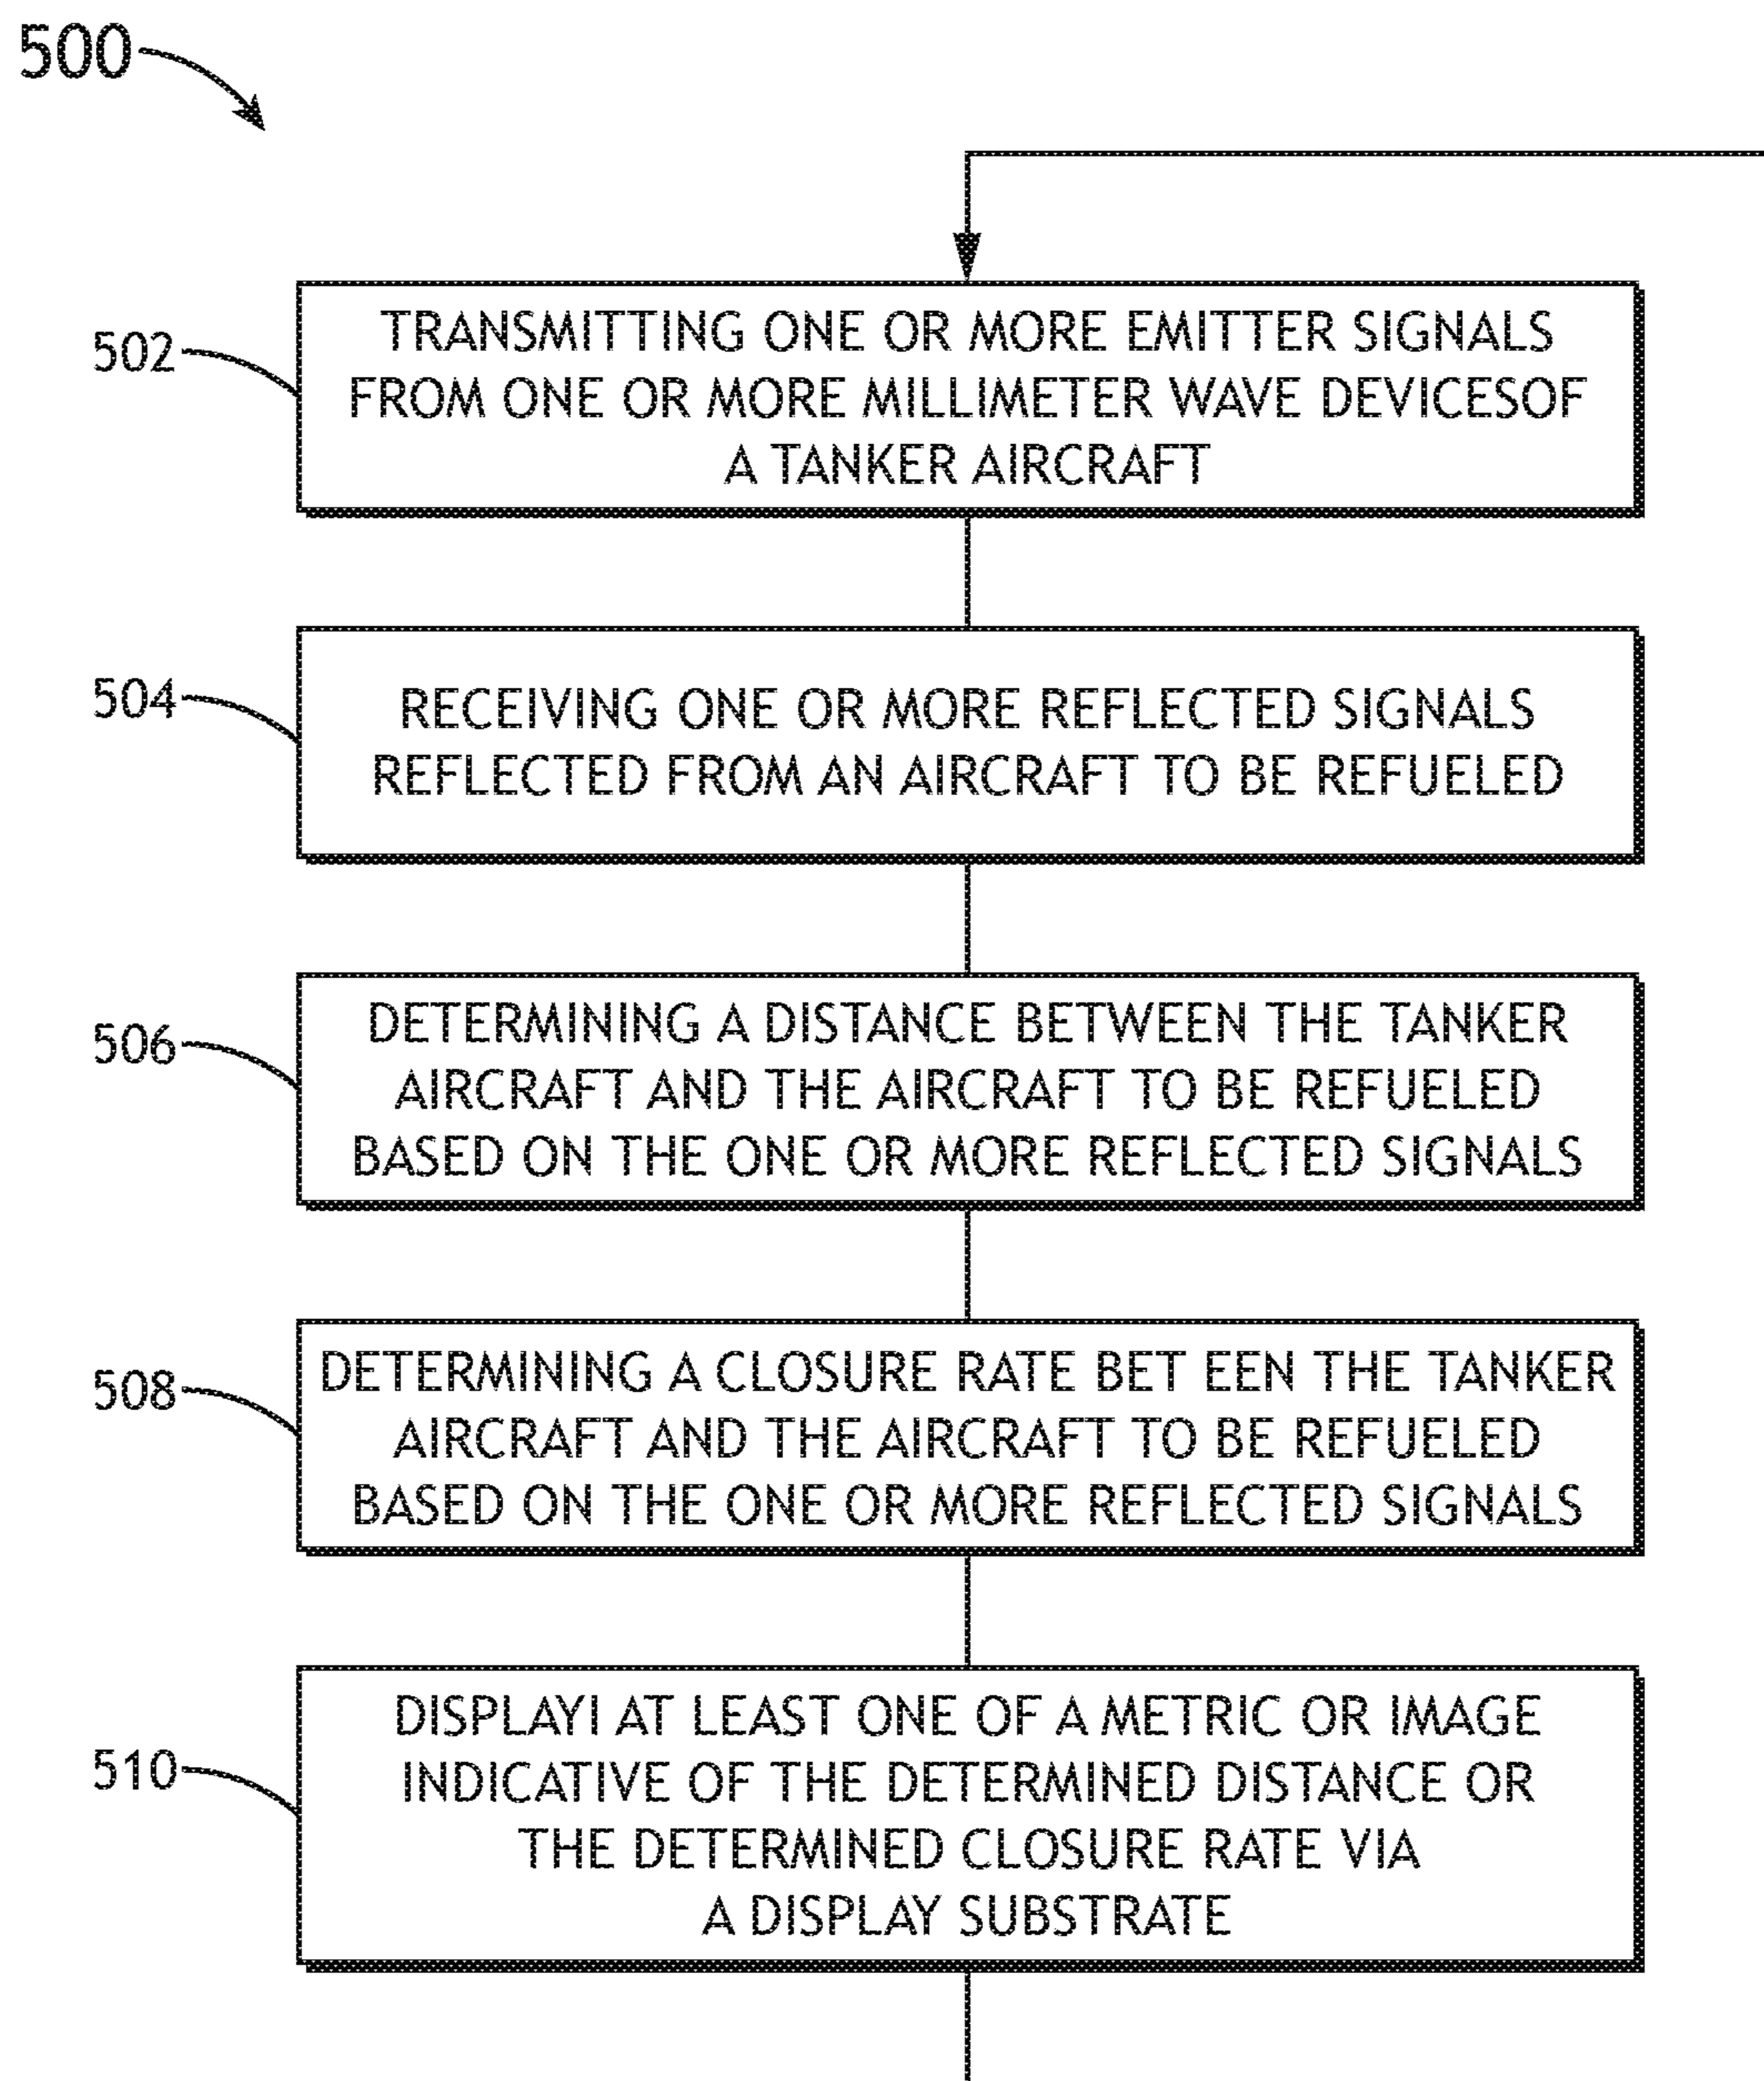 500
502
TRANSMITTING ONE OR MORE EMITTER SIGNALS
FROM ONE OR MORE MILLIMETER WAVE DEVICESOF
A TANKER AIRCRAFT
504
RECEIVING ONE OR MORE REFLECTED SIGNALS
REFLECTED FROM AN AIRCRAFT TO BE REFUELED
506
DETERMINING A DISTANCE BETWEEN THE TANKER
AIRCRAFT AND THE AIRCRAFT TO BE REFUELED
BASED ON THE ONE OR MORE REFLECTED SIGNALS
508
DETERMINING A CLOSURE RATE BET EEN THE TANKER
AIRCRAFT AND THE AIRCRAFT TO BE REFUELED
BASED ON THE ONE OR MORE REFLECTED SIGNALS
510
DISPLAYI AT LEAST ONE OF A METRIC OR IMAGE
INDICATIVE OF THE DETERMINED DISTANCE OR
THE DETERMINED CLOSURE RATE VIA
A DISPLAY SUBSTRATE